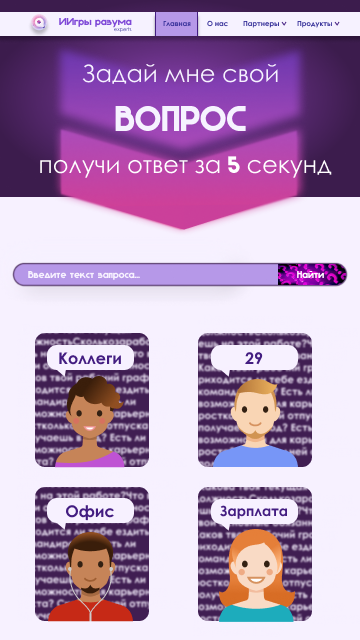 ИИгры разума
experts
Главная
О нас
Партнеры
Продукты
Задай мне свой
ВОПРОС
получи ответ за 5 секунд
Введите текст вопроса...
Найти
Коллеги
29
Офис
Зарплата